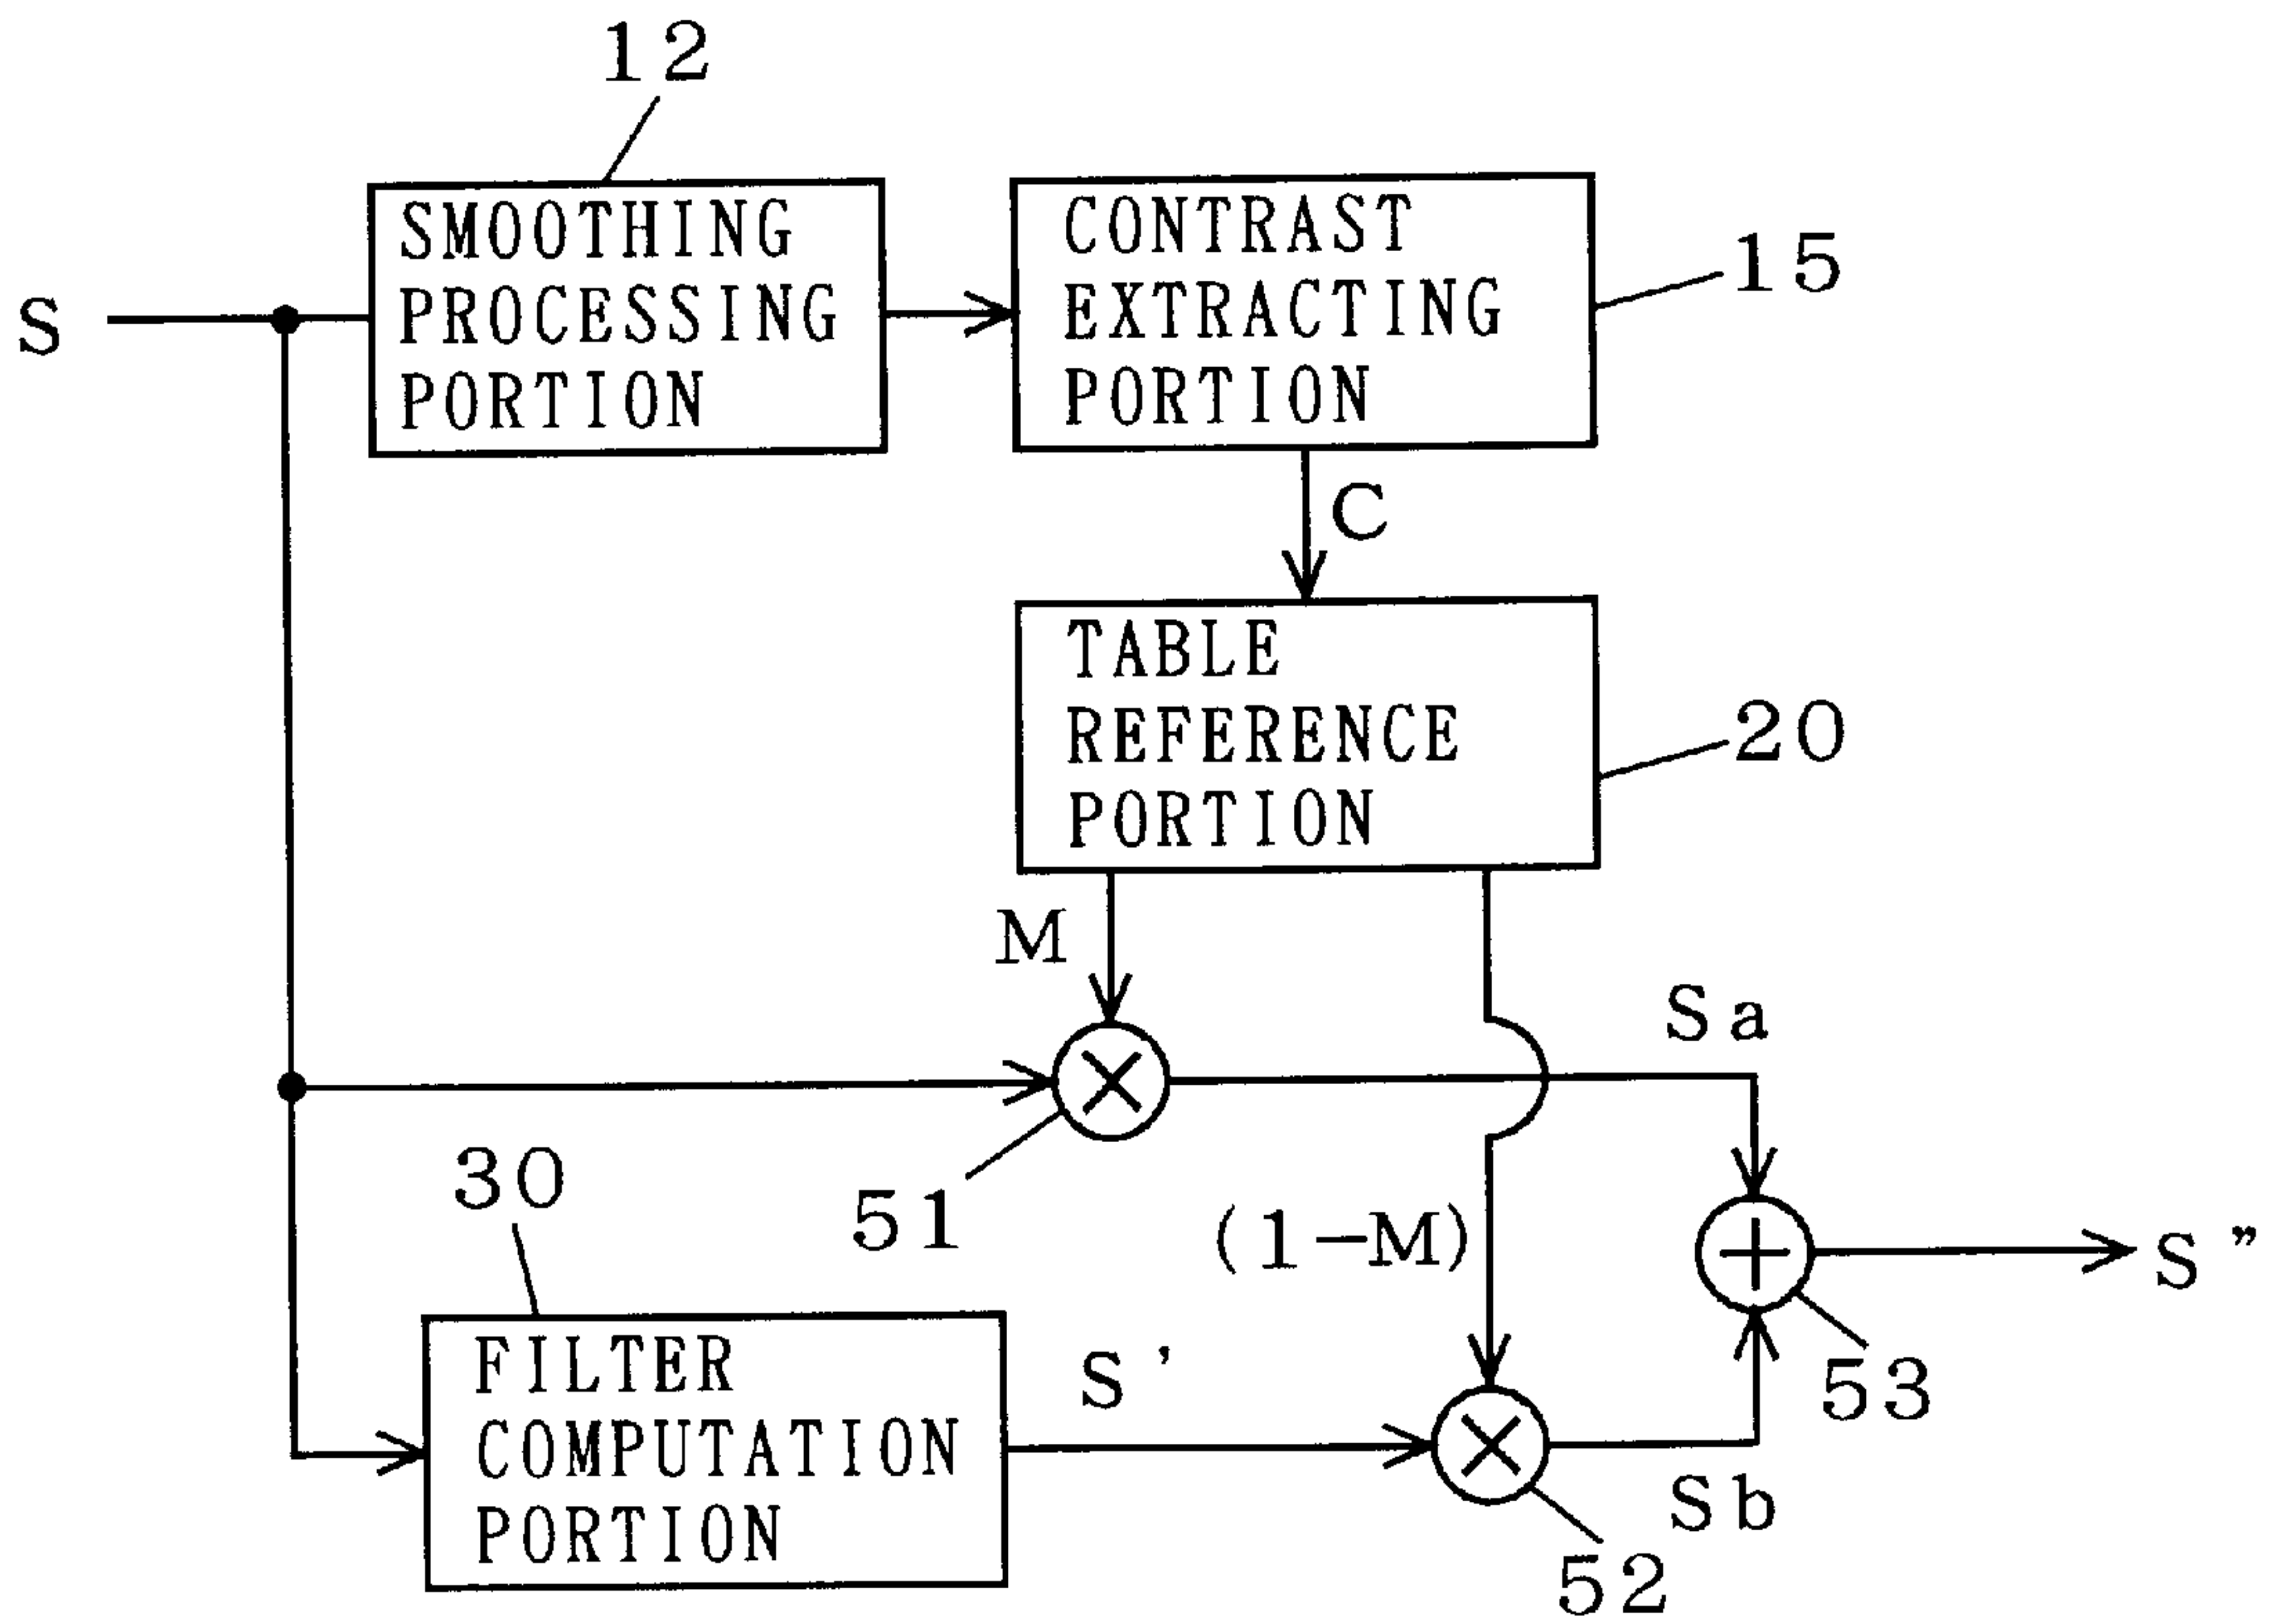 12
SMOOTHING
PROCESSING
PORTION
CONTRAST
EXTRACTING
PORTION
15
S
C
TABLE
REFERENCE
PORTION
20
M
Sa
51
30
(1-M)
S"
53
FILTER
COMPUTATION
PORTION
S'
Sb
52